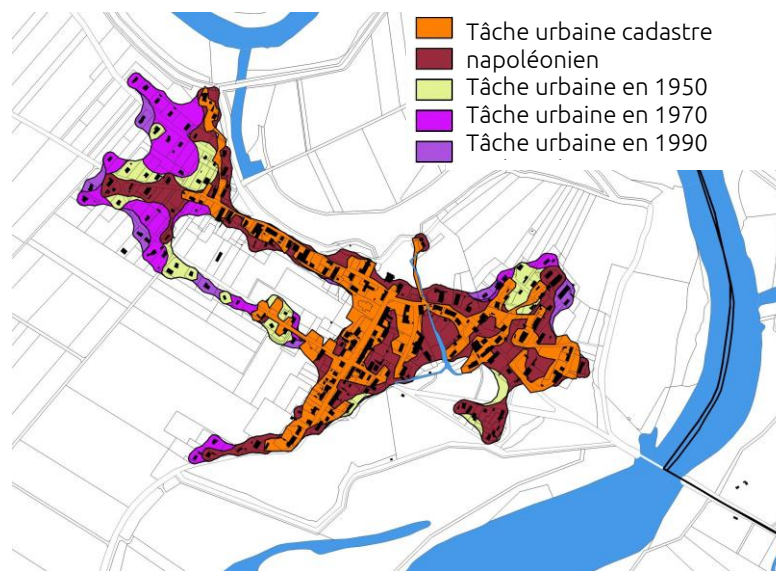 Tâche urbaine cadastre
napoléonien
Tâche urbaine en 1950
Tâche urbaine en 1970
Tâche urbaine en 1990